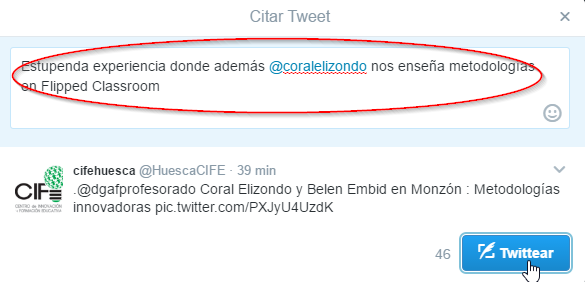 Citar Tweet
Estupenda experiencia donde además @coralelizondo nos enseña metodologías
en Flipped Classroom
cifehuesca @HuescaCIFE · 39 min
.@dgafprofesorado Coral Elizondo y Belen Embid en Monzón : Metodologías
innovadoras pic.twitter.com/PXJyU4UzdK
CIFE
CENTRO de INNOVACIÓN
y FORMACIÓN EDUCATIVA
46 Twittear